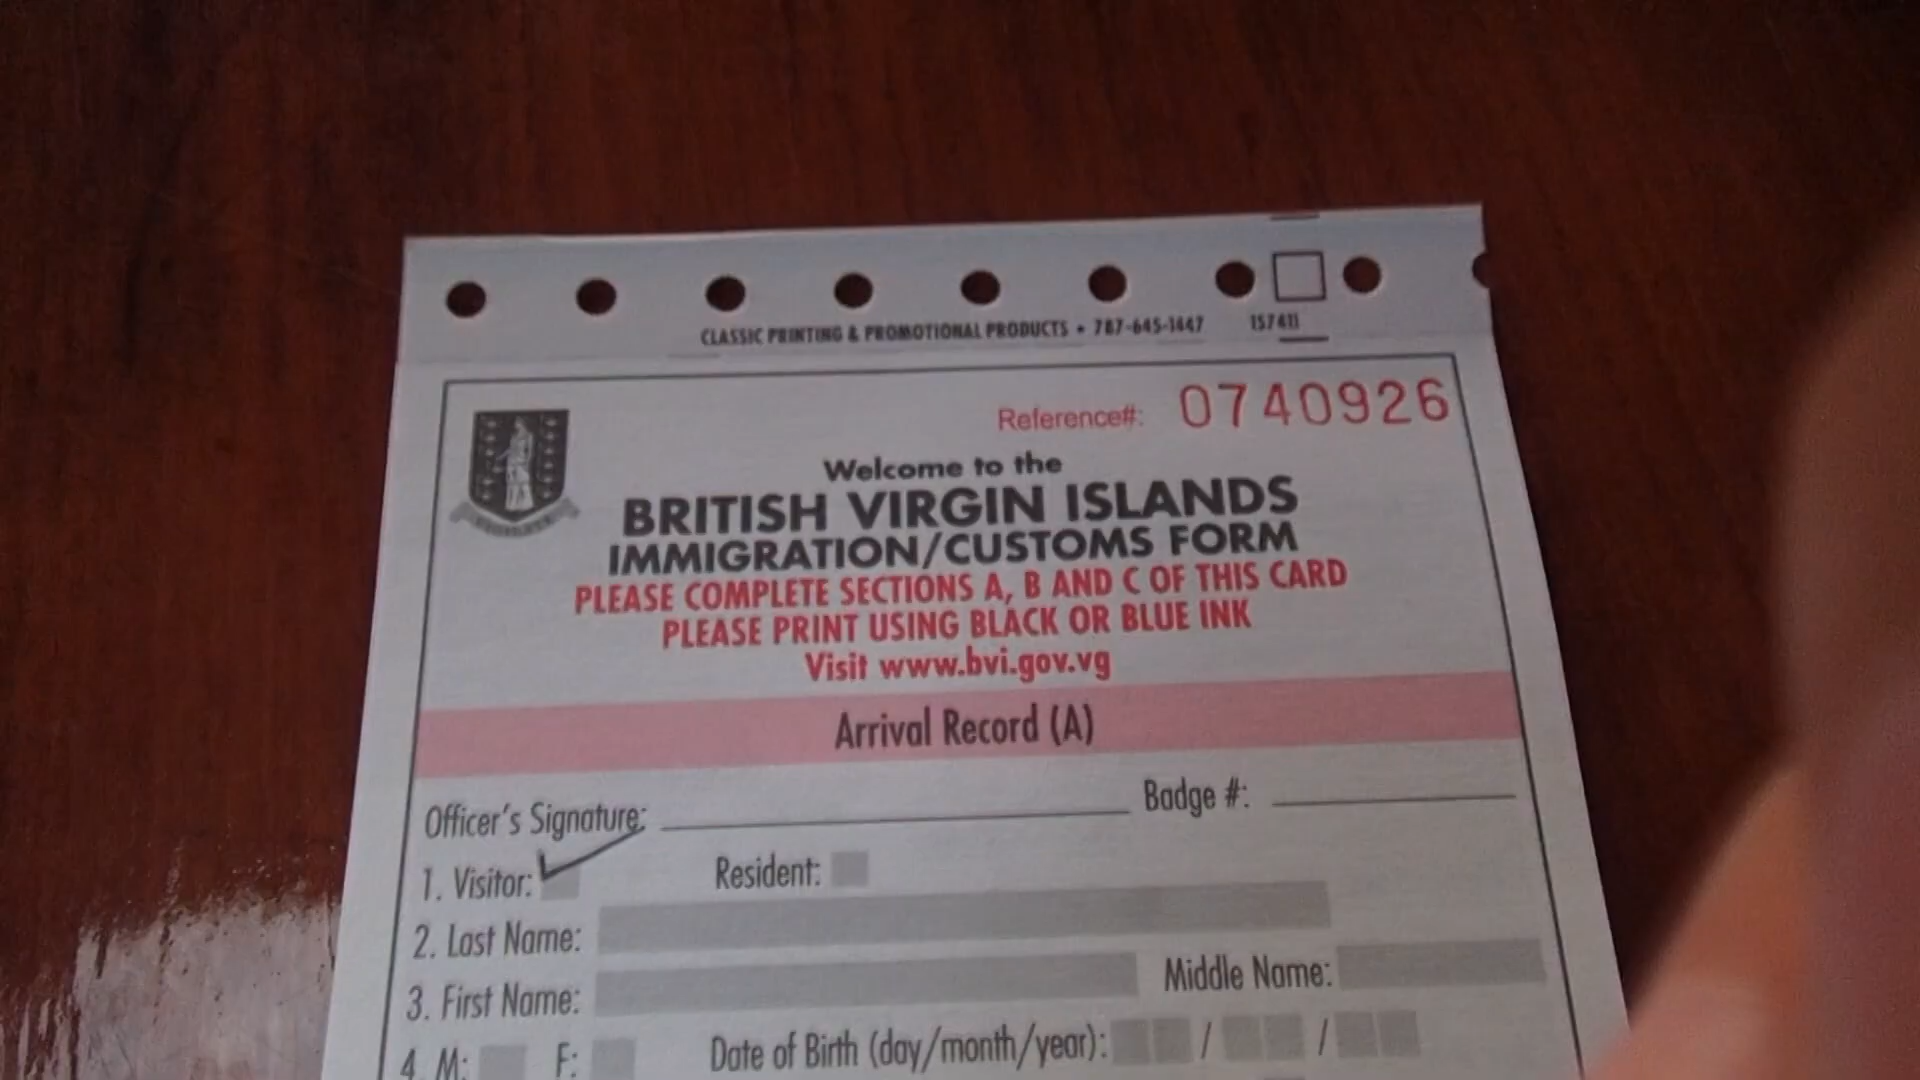 CLASSIC PRINTING & PROMOTIONAL PRODUCTS • 787-645-1447 157411
Reference#: 0740926
Welcome to the
BRITISH VIRGIN ISLANDS
IMMIGRATION/CUSTOMS FORM
PLEASE COMPLETE SECTIONS A, B AND C OF THIS CARD
PLEASE PRINT USING BLACK OR BLUE INK
Visit www.bvi.gov.vg
Arrival Record (A)
Officer's Signature: Badge #:
1. Visitor: Resident:
2. Last Name:
3. First Name: Middle Name:
4. M: F: Date of Birth (day/month/year): / /